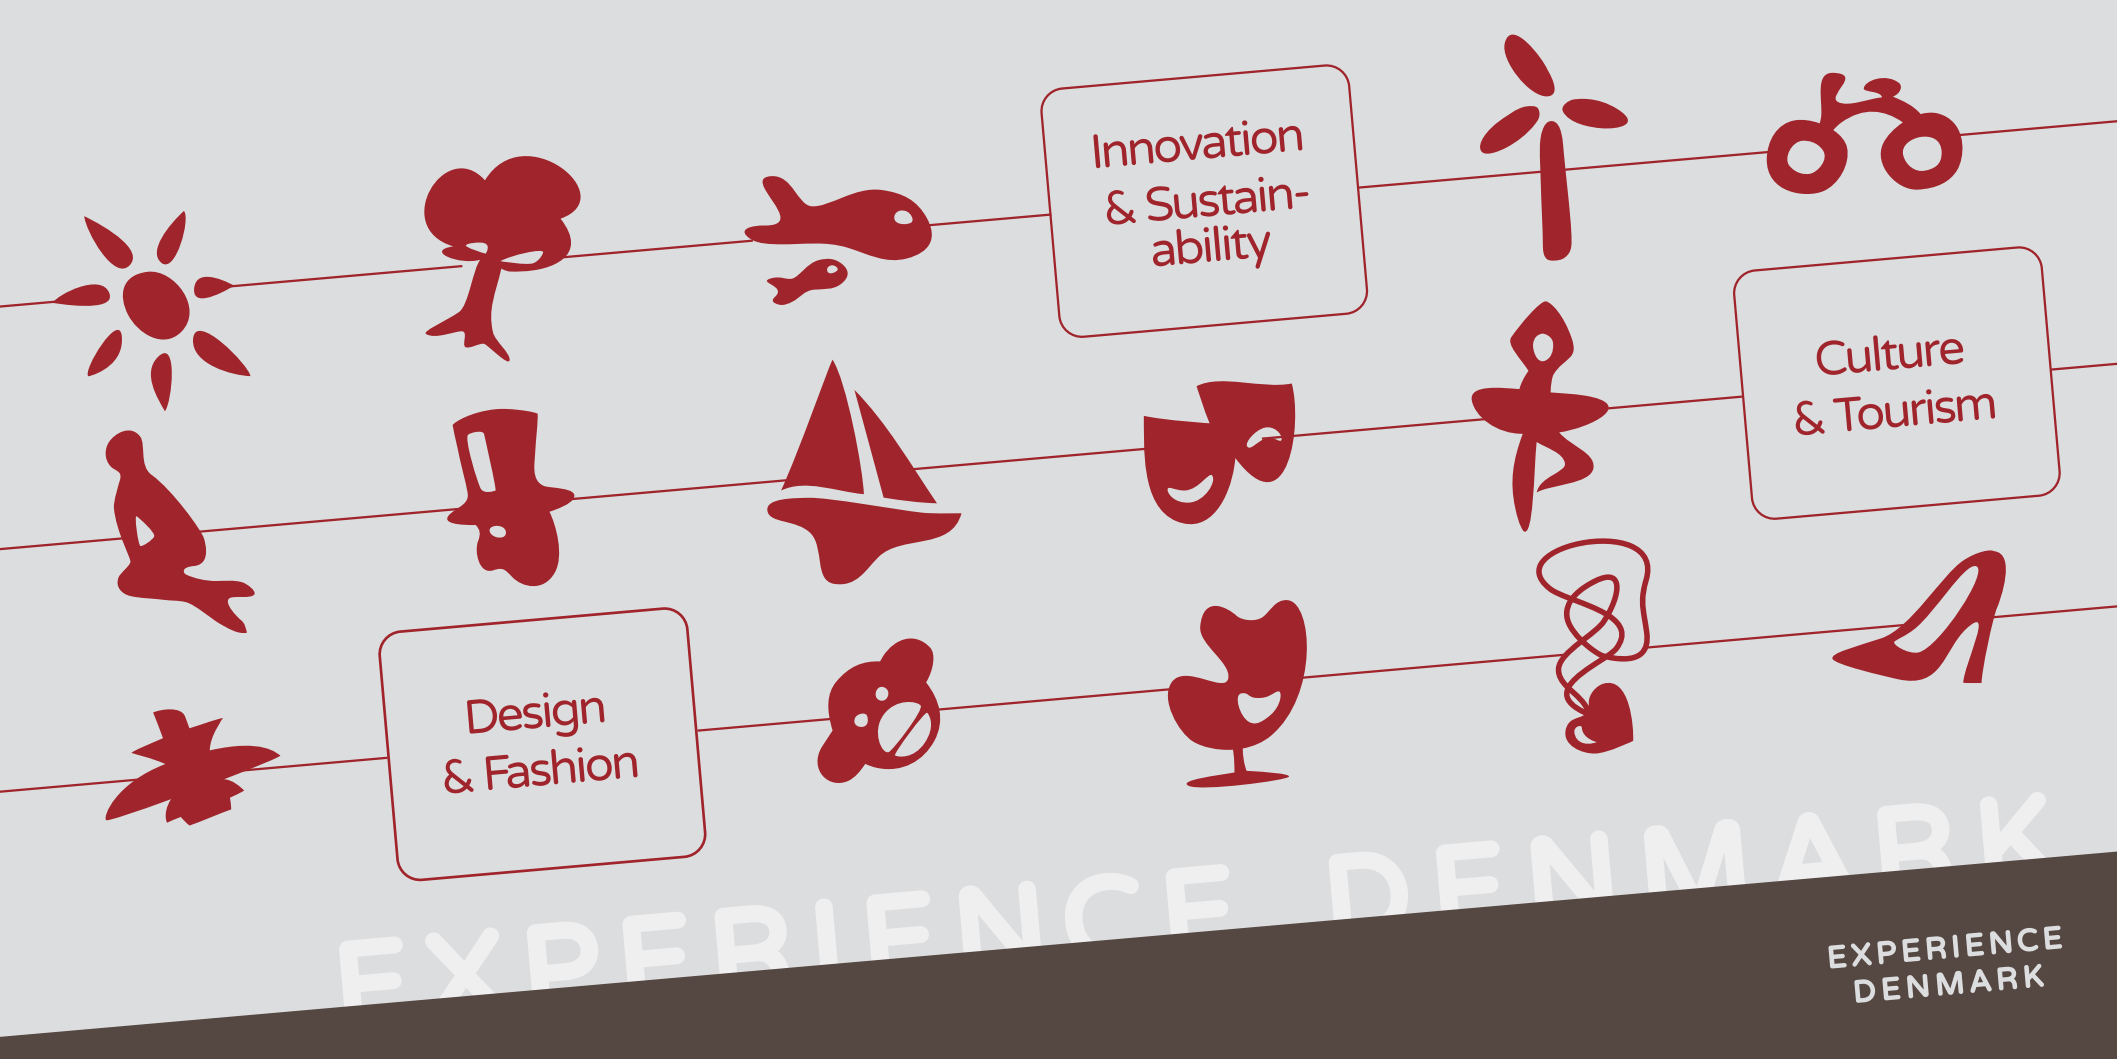 Innovation
& Sustain-
ability
Culture
& Tourism
Design
& Fashion
EXPERIENCE DENMARK
EXPERIENCE
DENMARK